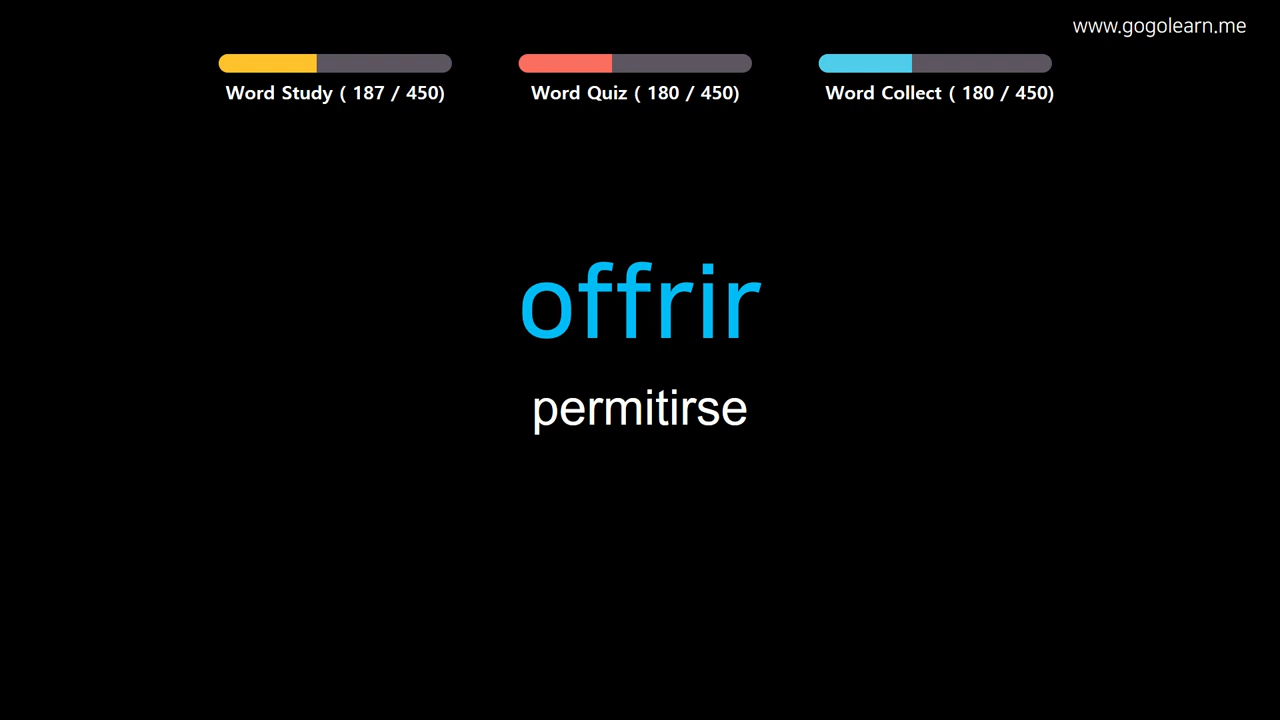 www.gogolearn.me
Word Study ( 187 / 450)
Word Quiz ( 180 / 450)
Word Collect ( 180 / 450)
offrir
permitirse